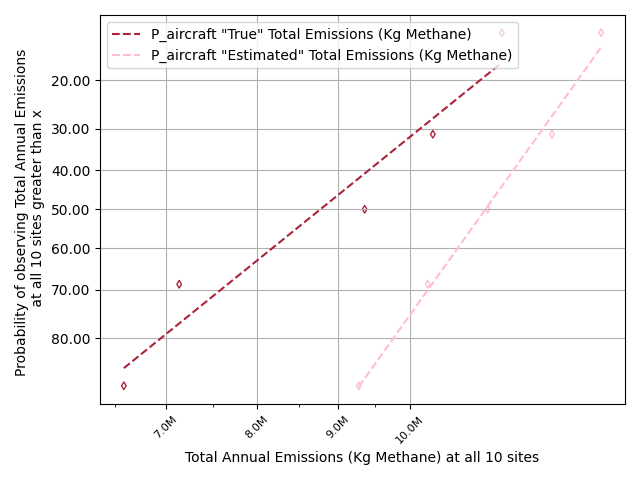 P_aircraft "True" Total Emissions (Kg Methane)
P_aircraft "Estimated" Total Emissions (Kg Methane)
Probability of observing Total Annual Emissions
at all 10 sites greater than x
20.00
30.00
40.00
50.00
60.00
70.00
80.00
7.0M
8.0M
9.0M
10.0M
Total Annual Emissions (Kg Methane) at all 10 sites